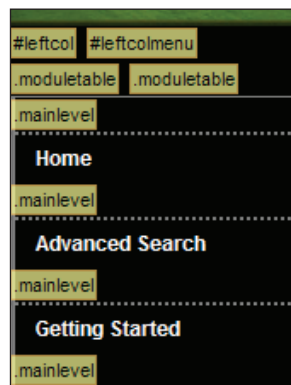 #leftcol #leftcolmenu
.moduletable .moduletable
.mainlevel
Home
.mainlevel
Advanced Search
.mainlevel
Getting Started
.mainlevel